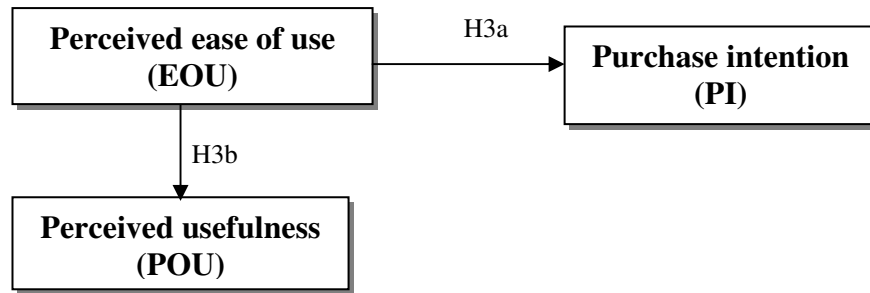 Perceived ease of use
(EOU)
H3a
Purchase intention
(PI)
H3b
Perceived usefulness
(POU)